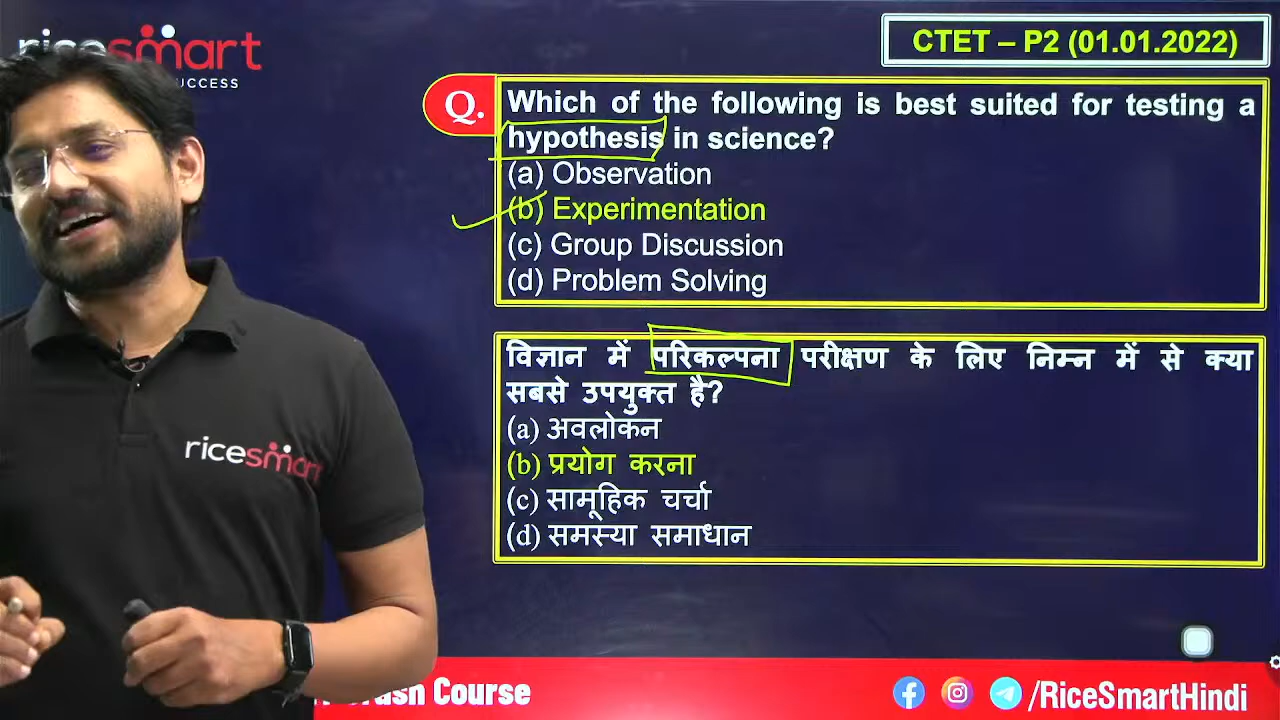 ricesmart
UCCESS
CTET – P2 (01.01.2022)
Q.
Which of the following is best suited for testing a
hypothesis in science?
(a) Observation
(b) Experimentation
(c) Group Discussion
(d) Problem Solving
विज्ञान में परिकल्पना परीक्षण के लिए निम्न में से क्या
सबसे उपयुक्त है?
(a) अवलोकन
(b) प्रयोग करना
(c) सामूहिक चर्चा
(d) समस्या समाधान
ricesmart
Crash Course
/RiceSmartHindi